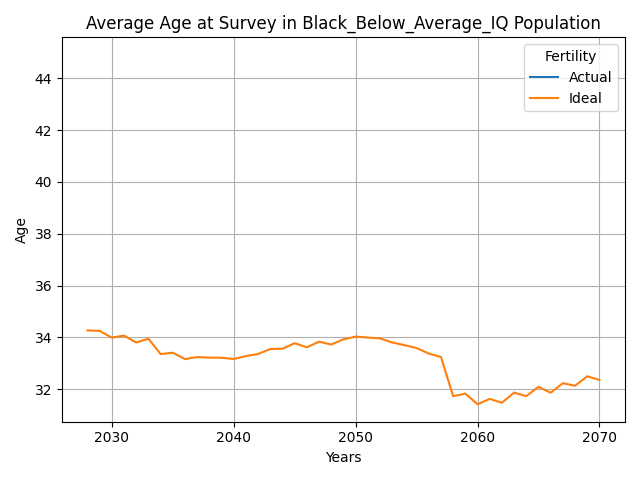 Average Age at Survey in Black_Below_Average_IQ Population
Fertility
Actual
Ideal
44
42
40
38
36
34
32
Age
2030 2040 2050 2060 2070
Years